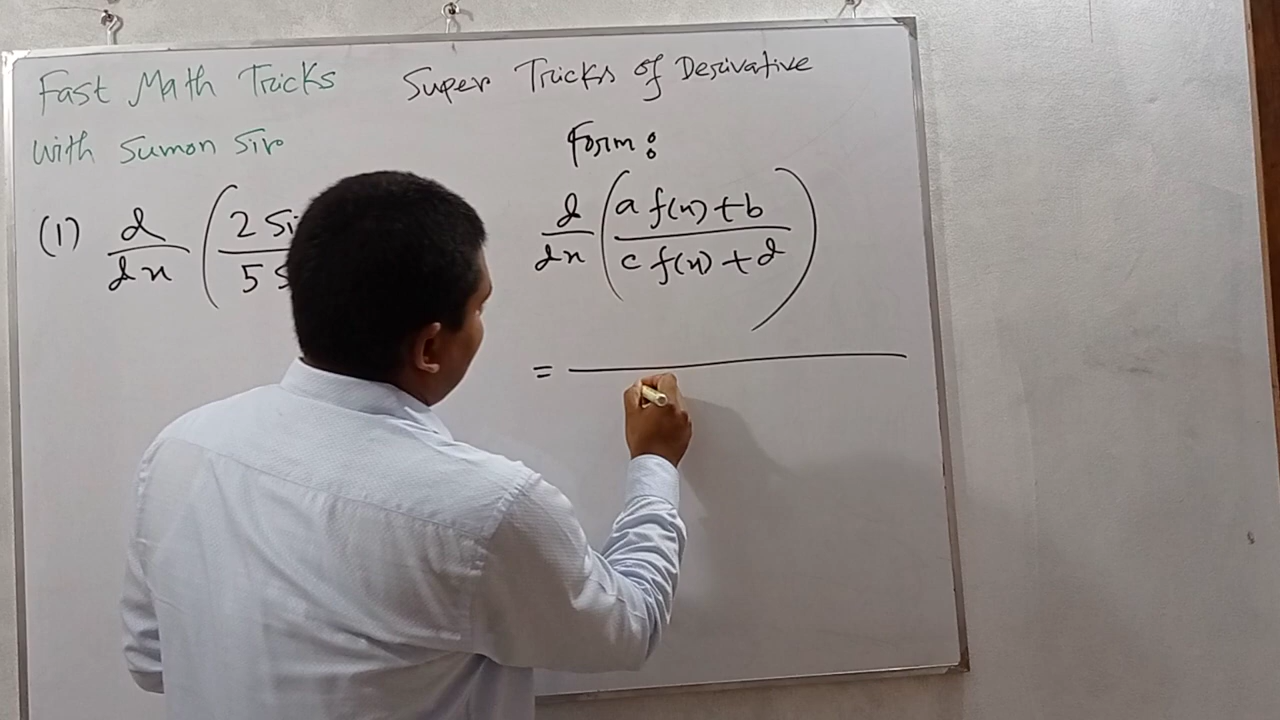 Fast Math Tricks Super Tricks of Derivative
with Sumon Sir
Form:
(1) d/dx (2 Si / 5 S
d/dx (a f(x) + b / c f(x) + d)
=